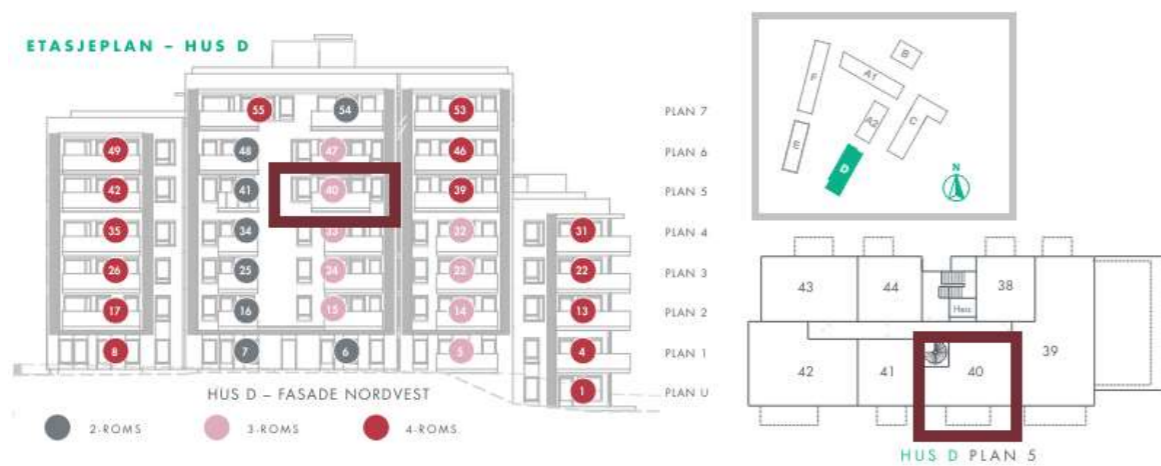 ETASJEPLAN – HUS D
55
54
53
PLAN 7
49
48
47
46
PLAN 6
42
41
40
39
PLAN 5
35
34
33
32
31
PLAN 4
26
25
24
23
22
PLAN 3
17
16
15
14
13
PLAN 2
8
7
6
5
4
PLAN 1
1
PLAN U
HUS D – FASADE NORDVEST
2-ROMS
3-ROMS
4-ROMS
B
A1
F
A2
C
E
D
N
43
44
38
Heis
39
42
41
40
HUS D PLAN 5